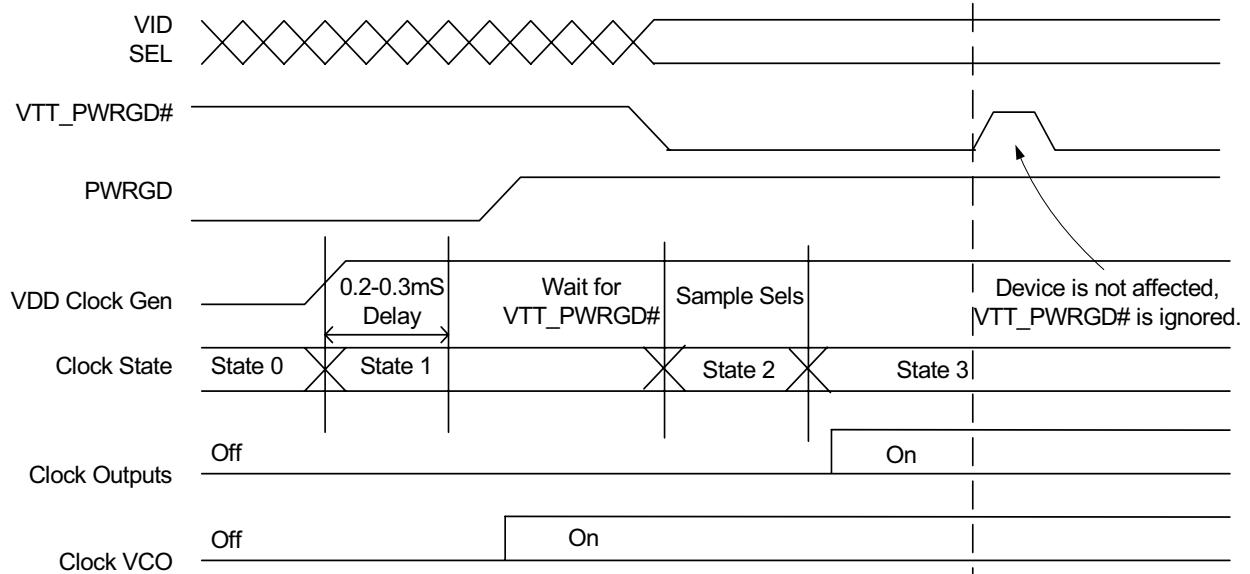 VID
SEL
VTT_PWRGD#
PWRGD
VDD Clock Gen
0.2-0.3mS
Delay
Wait for
VTT_PWRGD#
Sample Sels
Device is not affected,
VTT_PWRGD# is ignored.
Clock State
State 0
State 1
State 2
State 3
Clock Outputs
Off
On
Clock VCO
Off
On